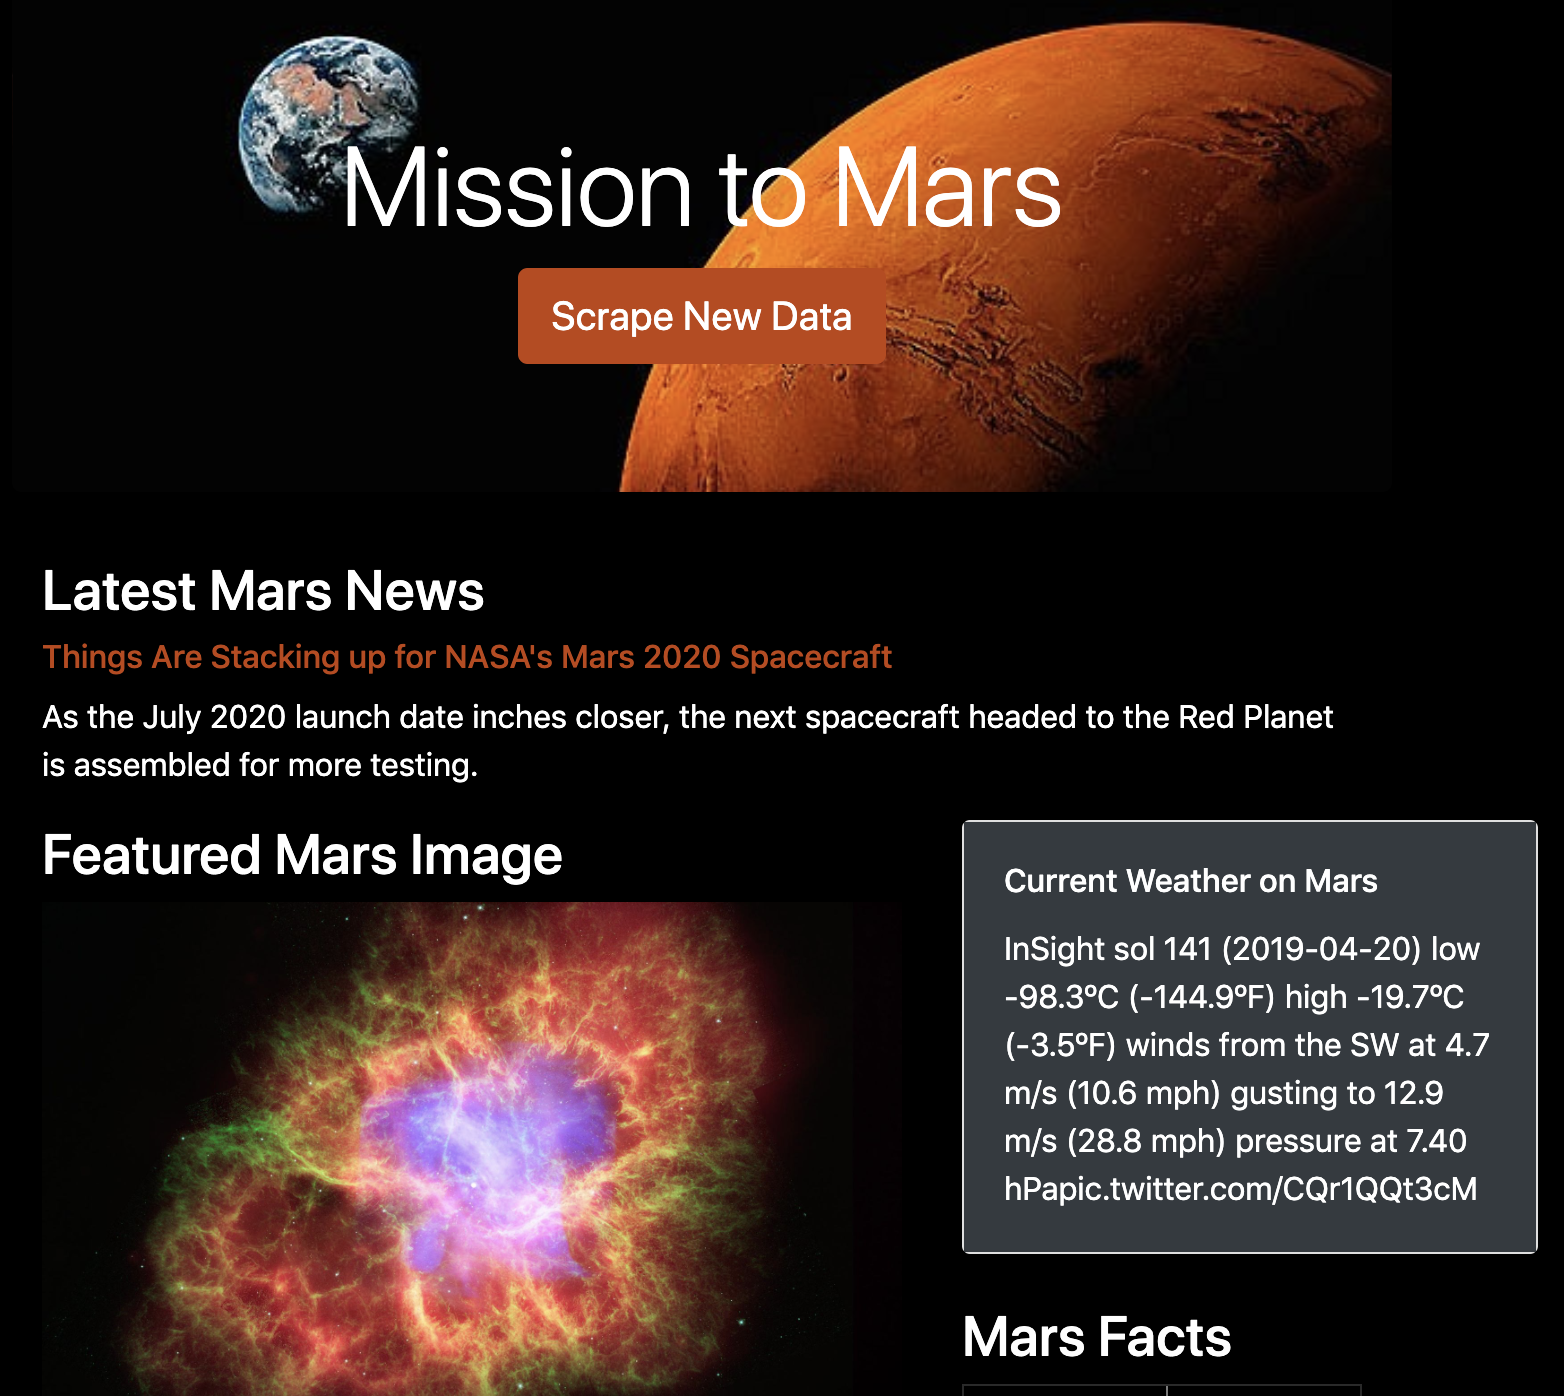 Mission to Mars
Scrape New Data
Latest Mars News
Things Are Stacking up for NASA's Mars 2020 Spacecraft
As the July 2020 launch date inches closer, the next spacecraft headed to the Red Planet
is assembled for more testing.
Featured Mars Image
Current Weather on Mars
InSight sol 141 (2019-04-20) low
-98.3ºC (-144.9ºF) high -19.7ºC
(-3.5ºF) winds from the SW at 4.7
m/s (10.6 mph) gusting to 12.9
m/s (28.8 mph) pressure at 7.40
hPapic.twitter.com/CQr1QQt3cM
Mars Facts